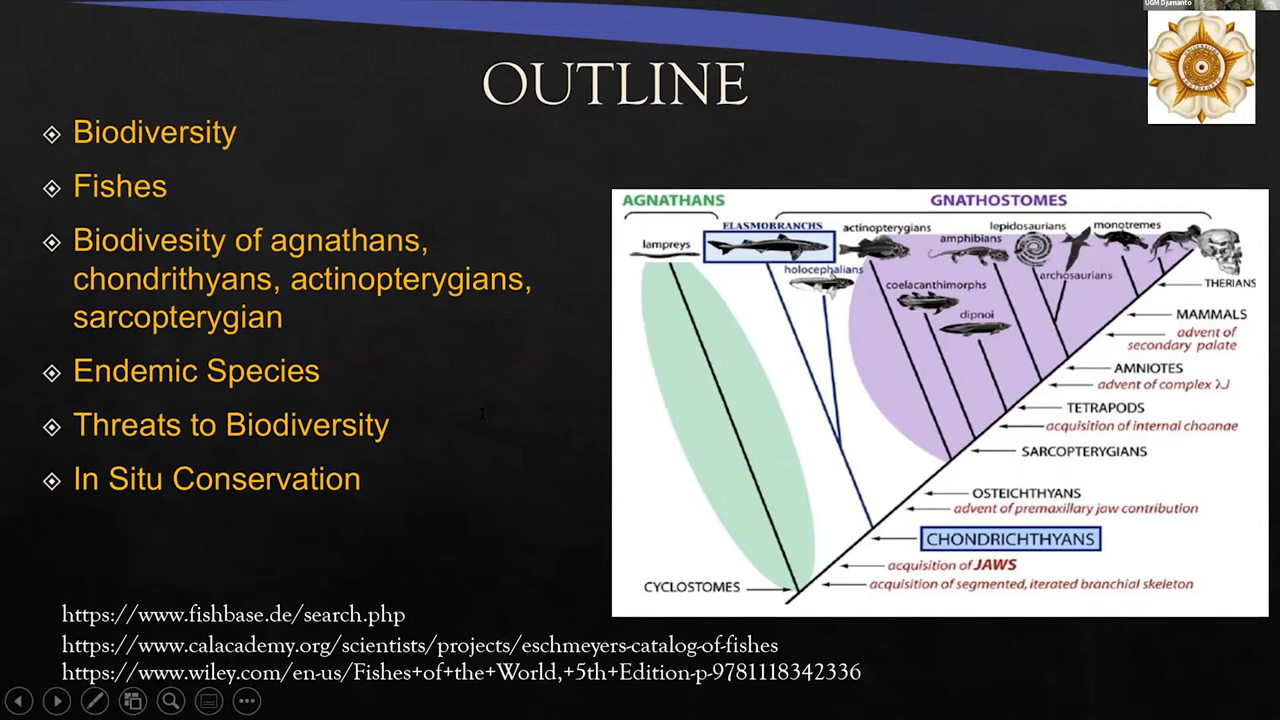 UGM Djumanto
OUTLINE
Biodiversity
Fishes
Biodivesity of agnathans,
chondrithyans, actinopterygians,
sarcopterygian
Endemic Species
Threats to Biodiversity
In Situ Conservation
AGNATHANS
GNATHOSTOMES
ELASMOBRANCHS
lampreys
actinopterygians
lepidosaurians
monotremes
amphibians
holocephalians
archosaurians
coelacanthimorphs
dipnoi
THERIANS
MAMMALS
advent of
secondary palate
AMNIOTES
advent of complex λJ
TETRAPODS
acquisition of internal choanae
SARCOPTERYGIANS
OSTEICHTHYANS
advent of premaxillary jaw contribution
CHONDRICHTHYANS
acquisition of JAWS
CYCLOSTOMES
acquisition of segmented, iterated branchial skeleton
https://www.fishbase.de/search.php
https://www.calacademy.org/scientists/projects/eschmeyers-catalog-of-fishes
https://www.wiley.com/en-us/Fishes+of+the+World,+5th+Edition-p-9781118342336